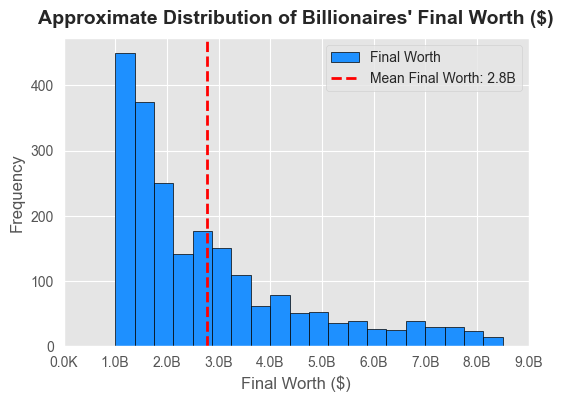 Approximate Distribution of Billionaires' Final Worth ($)
Final Worth
Mean Final Worth: 2.8B
Frequency
400
300
200
100
0
0.0K 1.0B 2.0B 3.0B 4.0B 5.0B 6.0B 7.0B 8.0B 9.0B
Final Worth ($)